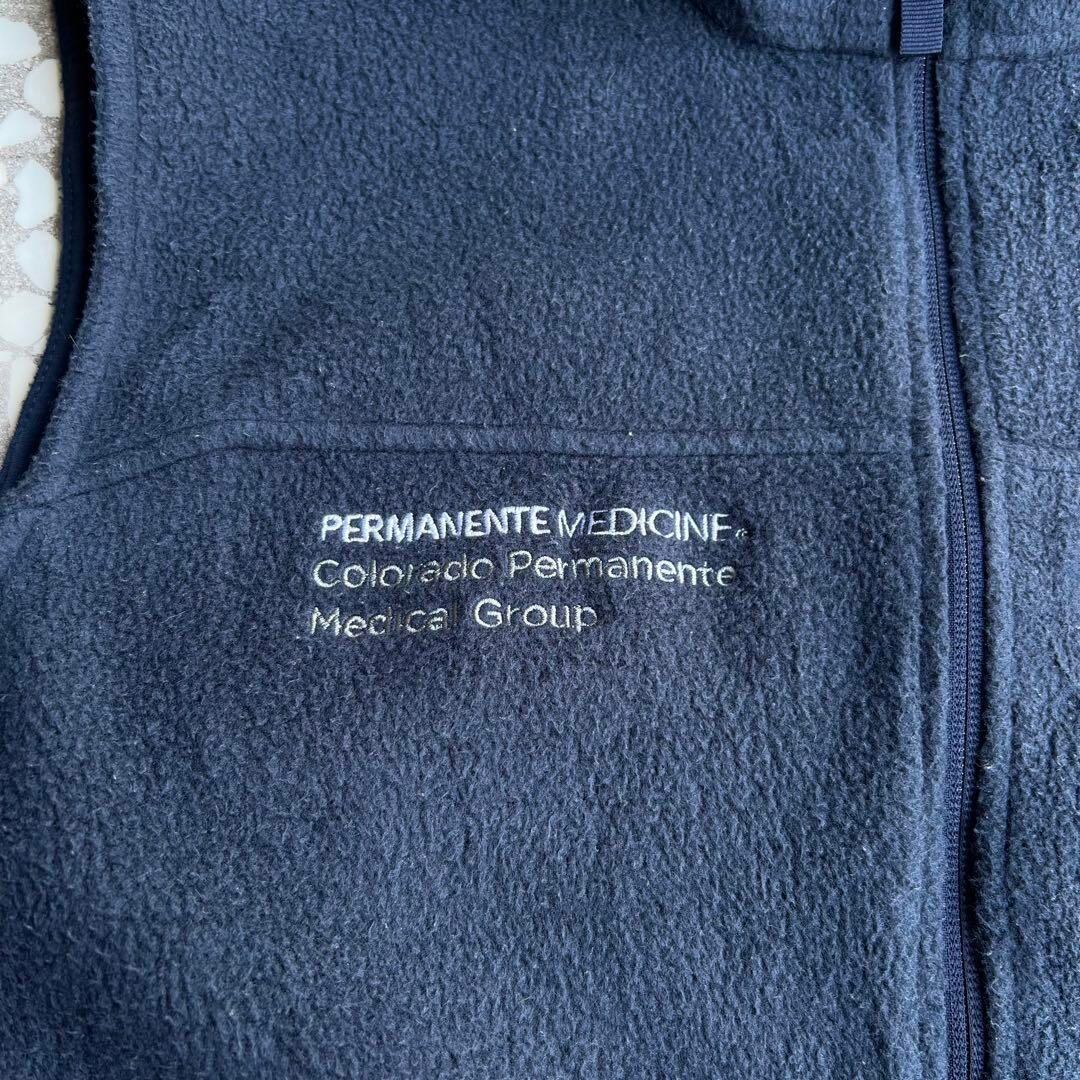 PERMANENTE MEDICINE®
Colorado Permanente
Medical Group